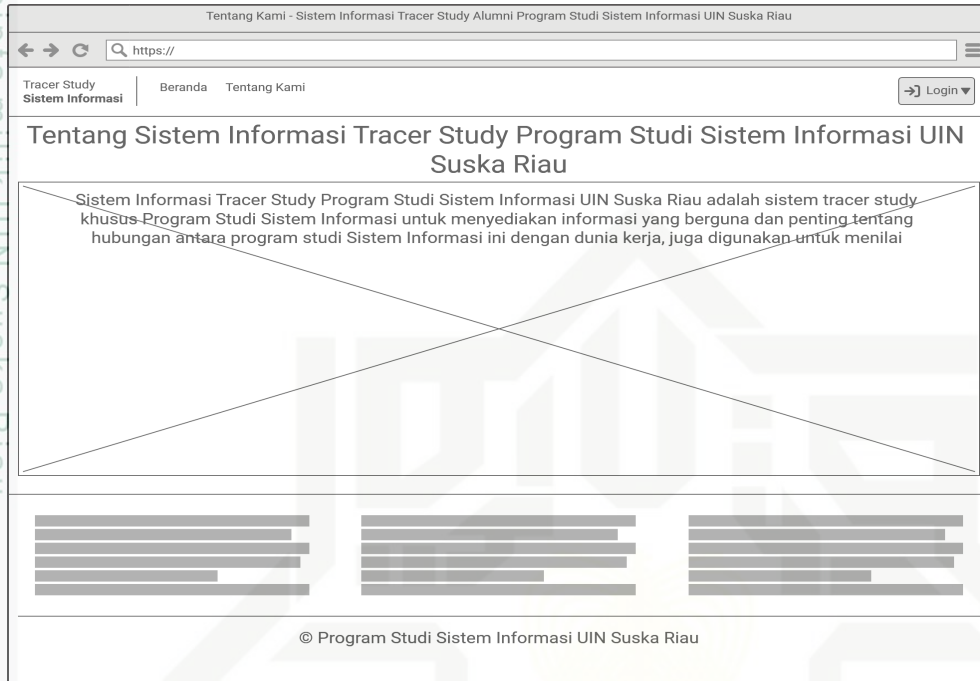 Tentang Kami - Sistem Informasi Tracer Study Alumni Program Studi Sistem Informasi UIN Suska Riau
https://
Tracer Study
Sistem Informasi
Beranda
Tentang Kami
Login
Tentang Sistem Informasi Tracer Study Program Studi Sistem Informasi UIN
Suska Riau
Sistem Informasi Tracer Study Program Studi Sistem Informasi UIN Suska Riau adalah sistem tracer study
khusus Program Studi Sistem Informasi untuk menyediakan informasi yang berguna dan penting tentang
hubungan antara program studi Sistem Informasi ini dengan dunia kerja, juga digunakan untuk menilai
© Program Studi Sistem Informasi UIN Suska Riau